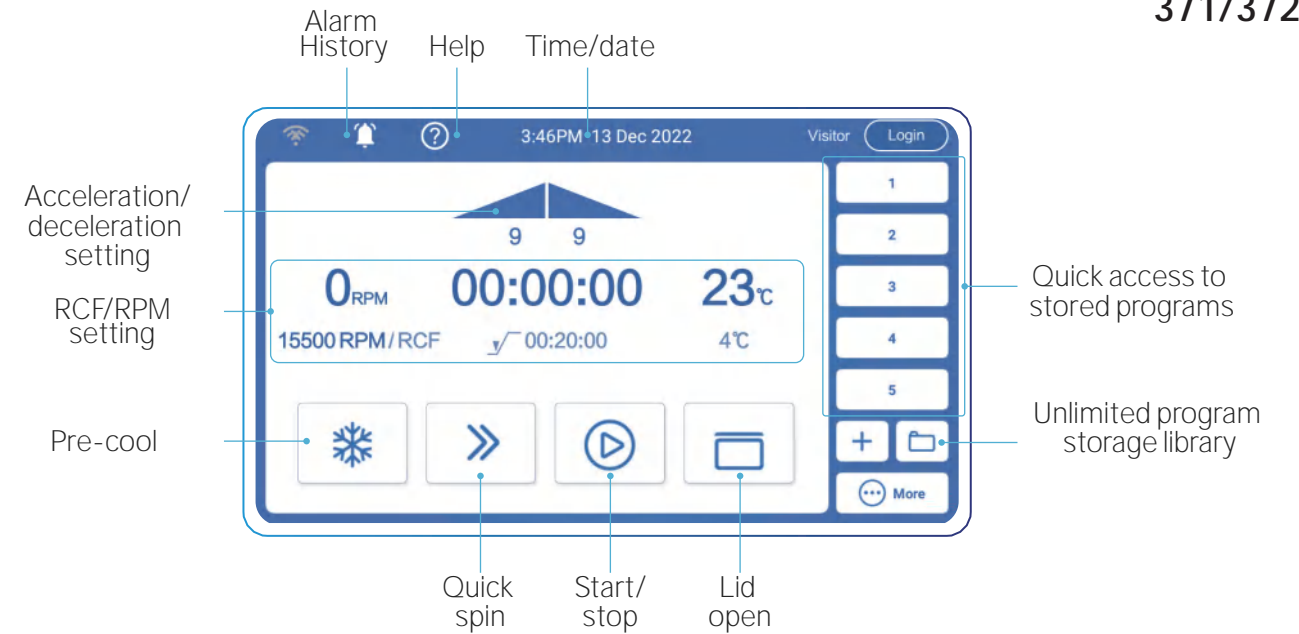 371/372
Alarm
History
Help
Time/date
3:46PM 13 Dec 2022
Visitor
Login
Acceleration/
deceleration
setting
9 9
RCF/RPM
setting
0 RPM 00:00:00 23 ℃
15500 RPM/RCF 00:20:00 4℃
Pre-cool
1
2
3
4
5
More
Quick access to
stored programs
Unlimited program
storage library
Quick
spin
Start/
stop
Lid
open